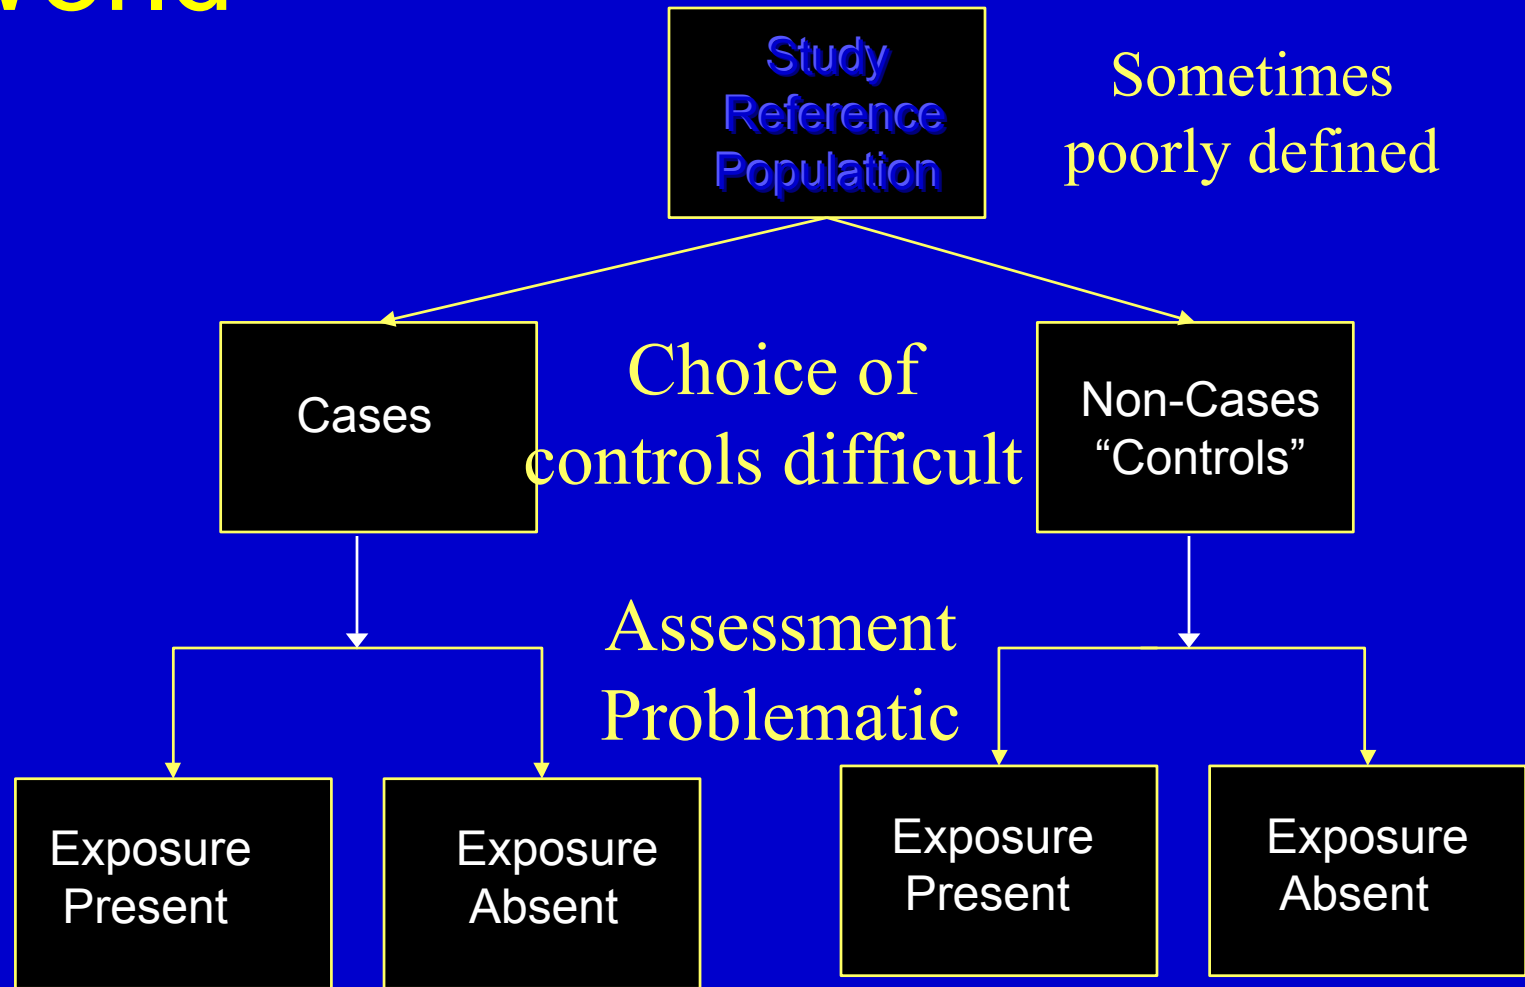 Study
Reference
Population
Sometimes
poorly defined
Cases
Choice of
controls difficult
Non-Cases
“Controls”
Assessment
Problematic
Exposure
Present
Exposure
Absent
Exposure
Present
Exposure
Absent